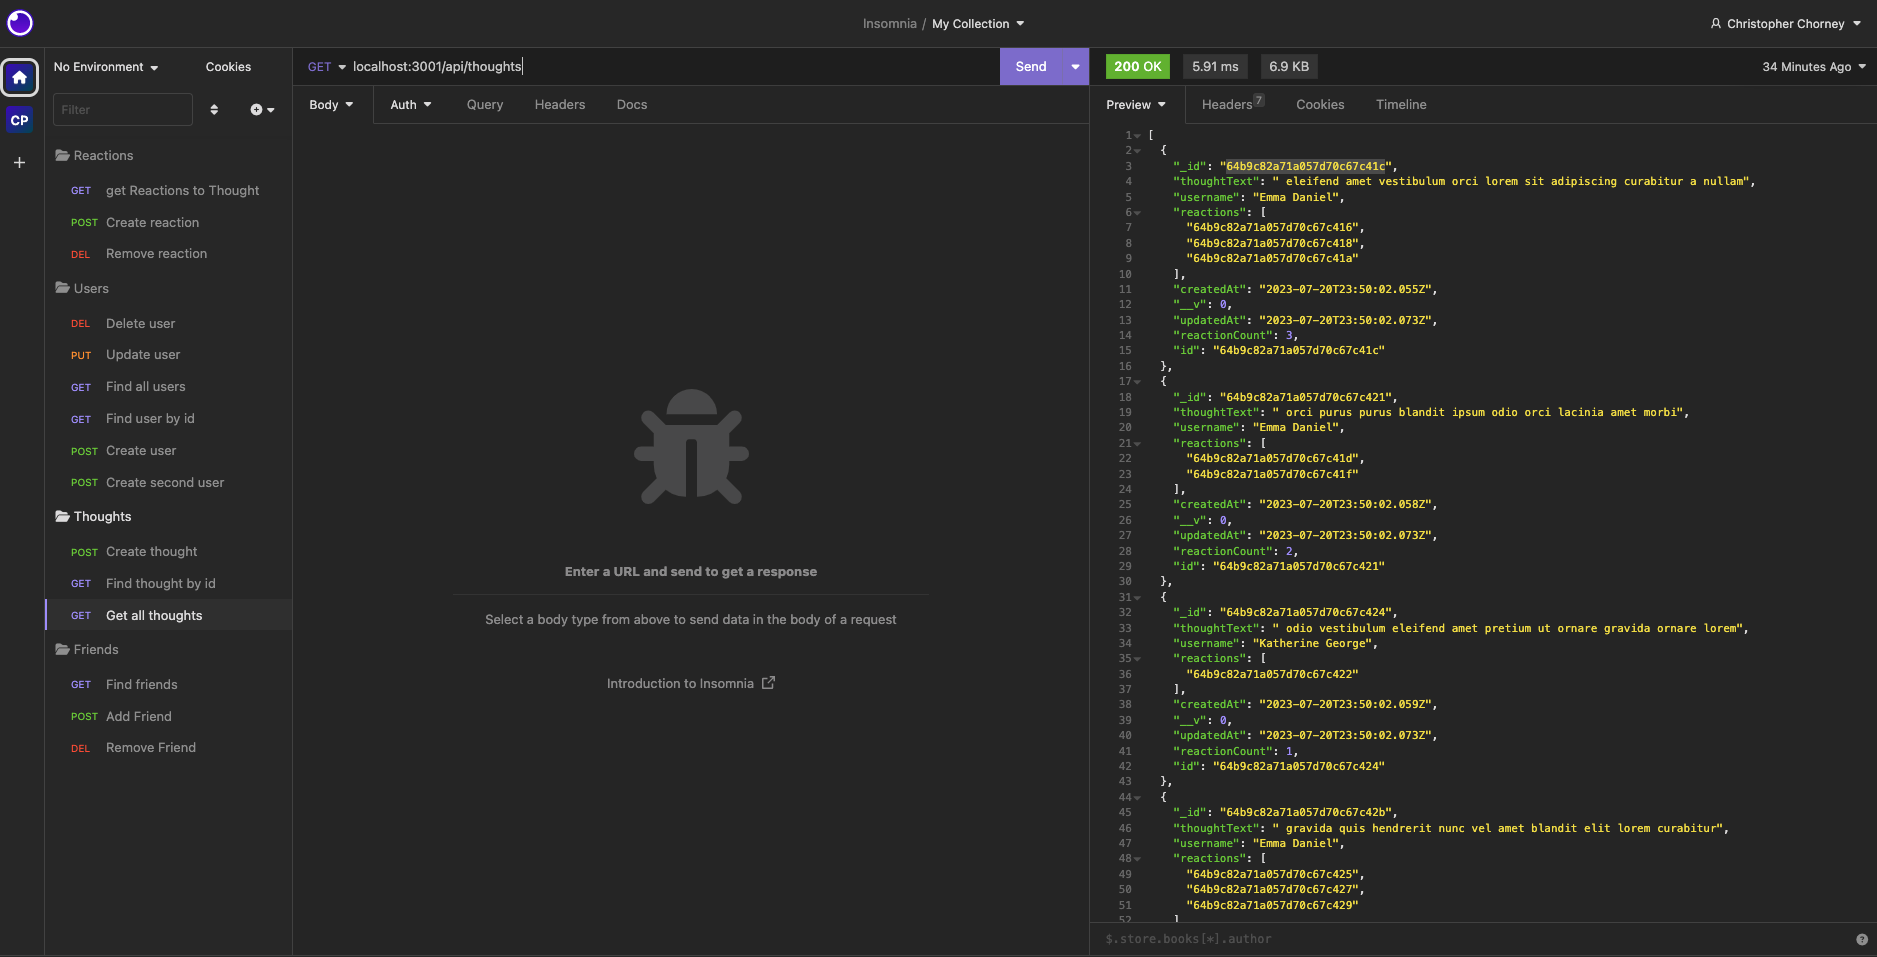 Insomnia / My Collection
Christopher Chorney
CP
No Environment
Cookies
Filter
Reactions
GET get Reactions to Thought
POST Create reaction
DEL Remove reaction
Users
DEL Delete user
PUT Update user
GET Find all users
GET Find user by id
POST Create user
POST Create second user
Thoughts
POST Create thought
GET Find thought by id
GET Get all thoughts
Friends
GET Find friends
POST Add Friend
DEL Remove Friend
GET localhost:3001/api/thoughts
Send
Body
Auth
Query
Headers
Docs
Enter a URL and send to get a response
Select a body type from above to send data in the body of a request
Introduction to Insomnia
200 OK
5.91 ms
6.9 KB
34 Minutes Ago
Preview
Headers 7
Cookies
Timeline
1 [
2 {
3 "_id": "64b9c82a71a057d70c67c41c",
4 "thoughtText": " eleifend amet vestibulum orci lorem sit adipiscing curabitur a nullam",
5 "username": "Emma Daniel",
6 "reactions": [
7 "64b9c82a71a057d70c67c416",
8 "64b9c82a71a057d70c67c418",
9 "64b9c82a71a057d70c67c41a"
10 ],
11 "createdAt": "2023-07-20T23:50:02.055Z",
12 "__v": 0,
13 "updatedAt": "2023-07-20T23:50:02.073Z",
14 "reactionCount": 3,
15 "id": "64b9c82a71a057d70c67c41c"
16 },
17 {
18 "_id": "64b9c82a71a057d70c67c421",
19 "thoughtText": " orci purus purus blandit ipsum odio orci lacinia amet morbi",
20 "username": "Emma Daniel",
21 "reactions": [
22 "64b9c82a71a057d70c67c41d",
23 "64b9c82a71a057d70c67c41f"
24 ],
25 "createdAt": "2023-07-20T23:50:02.058Z",
26 "__v": 0,
27 "updatedAt": "2023-07-20T23:50:02.073Z",
28 "reactionCount": 2,
29 "id": "64b9c82a71a057d70c67c421"
30 },
31 {
32 "_id": "64b9c82a71a057d70c67c424",
33 "thoughtText": " odio vestibulum eleifend amet pretium ut ornare gravida ornare lorem",
34 "username": "Katherine George",
35 "reactions": [
36 "64b9c82a71a057d70c67c422"
37 ],
38 "createdAt": "2023-07-20T23:50:02.059Z",
39 "__v": 0,
40 "updatedAt": "2023-07-20T23:50:02.073Z",
41 "reactionCount": 1,
42 "id": "64b9c82a71a057d70c67c424"
43 },
44 {
45 "_id": "64b9c82a71a057d70c67c42b",
46 "thoughtText": " gravida quis hendrerit nunc vel amet blandit elit lorem curabitur",
47 "username": "Emma Daniel",
48 "reactions": [
49 "64b9c82a71a057d70c67c425",
50 "64b9c82a71a057d70c67c427",
51 "64b9c82a71a057d70c67c429"
52 ]
$.store.books[*].author